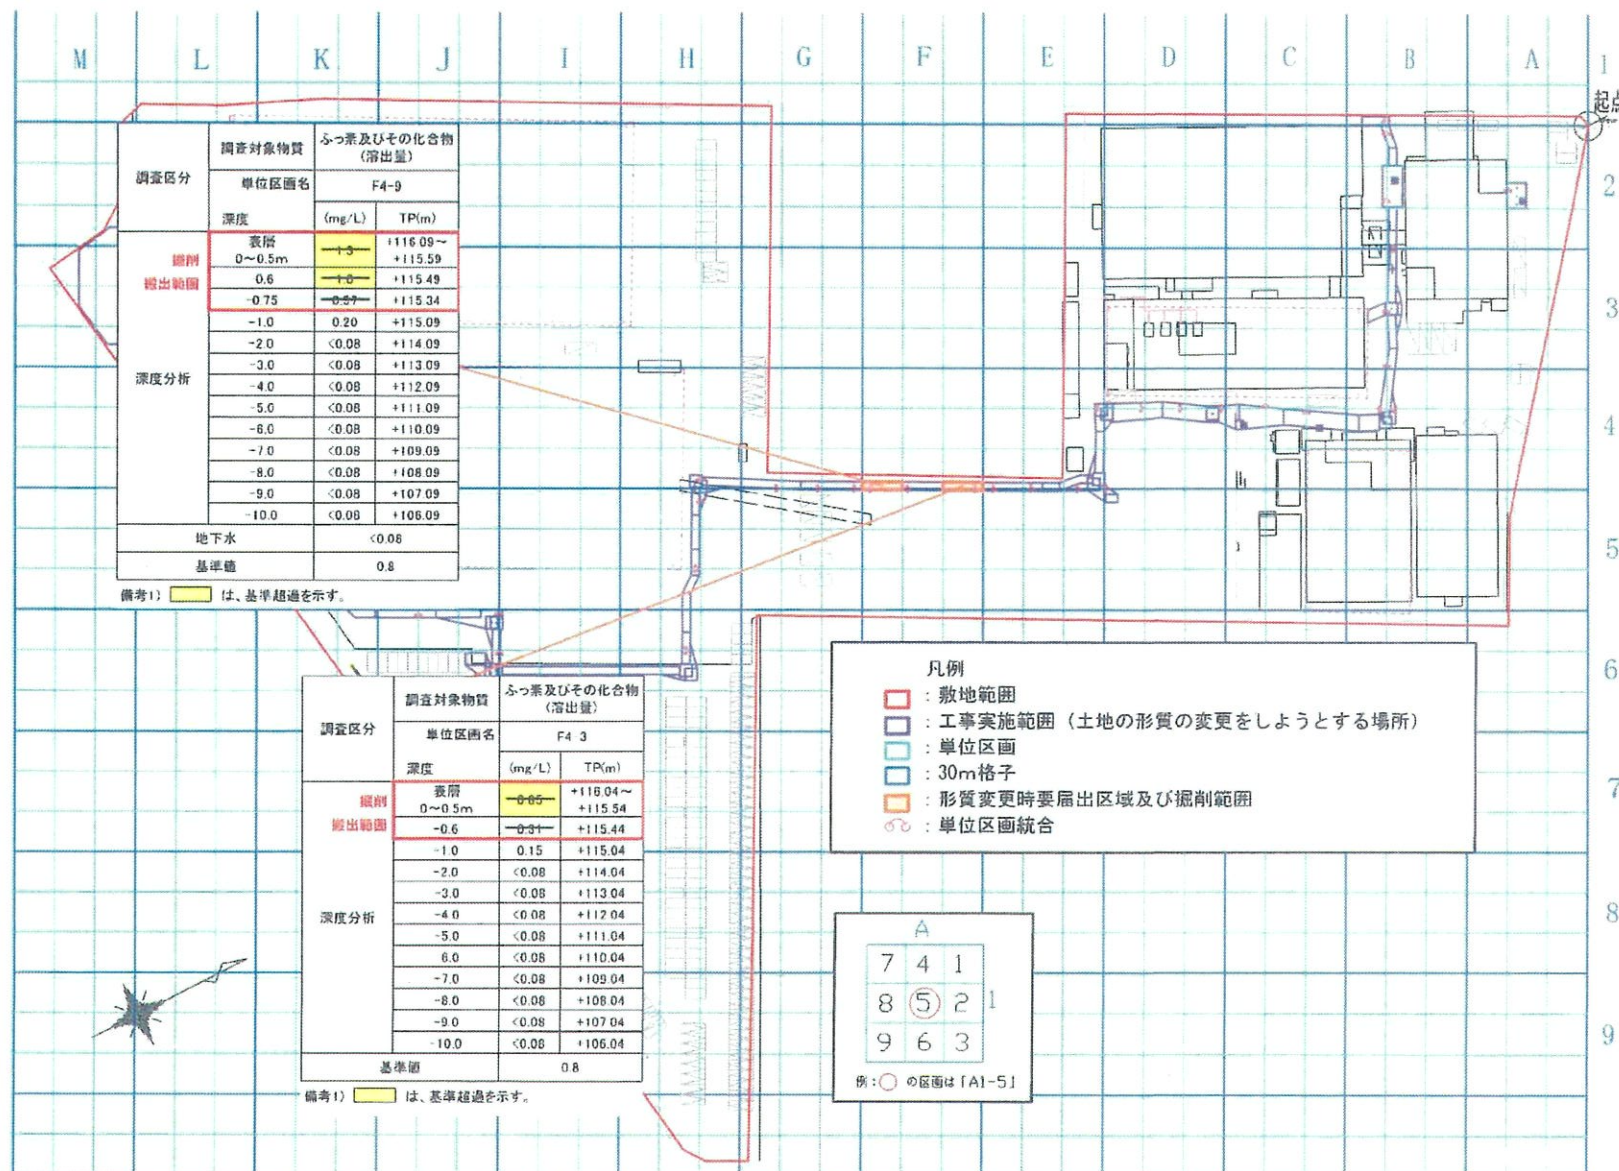 M L K J I H G F E D C B A
1
起点
2
3
4
5
6
7
8
9
調査区分 調査対象物質 ふっ素及びその化合物
(溶出量)
単位区画名 F4-9
深度 (mg/L) TP(m)
掘削
搬出範囲
表層
0~0.5m 1.3 +116.09~
+115.59
0.6 1.0 +115.49
-0.75 0.57 +115.34
深度分析
-1.0 0.20 +115.09
-2.0 <0.08 +114.09
-3.0 <0.08 +113.09
-4.0 <0.08 +112.09
-5.0 <0.08 +111.09
-6.0 <0.08 +110.09
-7.0 <0.08 +109.09
-8.0 <0.08 +108.09
-9.0 <0.08 +107.09
-10.0 <0.08 +106.09
地下水 <0.08
基準値 0.8
備考1) は、基準超過を示す。
調査区分 調査対象物質 ふっ素及びその化合物
(溶出量)
単位区画名 F4 3
深度 (mg/L) TP(m)
掘削
搬出範囲
表層
0~0.5m 0.85 +116.04~
+115.54
-0.6 0.31 +115.44
深度分析
-1.0 0.15 +115.04
-2.0 <0.08 +114.04
-3.0 <0.08 +113.04
-4.0 <0.08 +112.04
-5.0 <0.08 +111.04
6.0 <0.08 +110.04
-7.0 <0.08 +109.04
-8.0 <0.08 +108.04
-9.0 <0.08 +107.04
-10.0 <0.08 +106.04
基準値 0.8
備考1) は、基準超過を示す。
凡例
:敷地範囲
:工事実施範囲(土地の形質の変更をしようとする場所)
:単位区画
:30m格子
:形質変更時要届出区域及び掘削範囲
:単位区画統合
A
7 4 1
8 5 2 1
9 6 3
例:○ の区画は「A1-5」